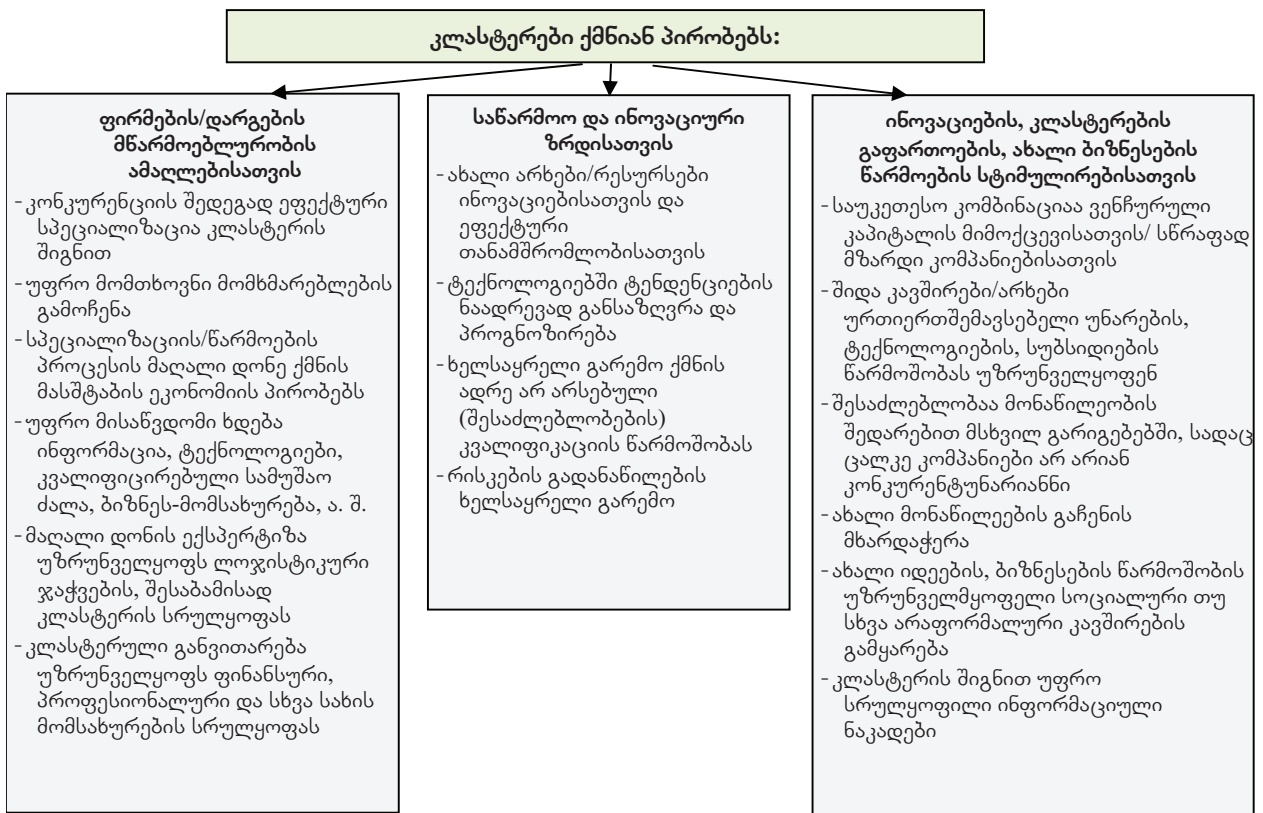 კლასტერები ქმნიან პირობებს:
ფირმების/დარგების
მწარმოებლურობის
ამაღლებისათვის
- კონკურენციის შედეგად ეფექტური
სპეციალიზაცია კლასტერის
შიგნით
- უფრო მომთხოვნი მომხმარებლების
გამოჩენა
- სპეციალიზაციის/წარმოების
პროცესის მაღალი დონე ქმნის
მასშტაბის ეკონომიის პირობებს
- უფრო მისაწვდომი ხდება
ინფორმაცია, ტექნოლოგიები,
კვალიფიცირებული სამუშაო
ძალა, ბიზნეს-მომსახურება, ა. შ.
- მაღალი დონის ექსპერტიზა
უზრუნველყოფს ლოჯისტიკური
ჯაჭვების, შესაბამისად
კლასტერის სრულყოფას
- კლასტერული განვითარება
უზრუნველყოფს ფინანსური,
პროფესიონალური და სხვა სახის
მომსახურების სრულყოფას
საწარმოო და ინოვაციური
ზრდისათვის
- ახალი არხები/რესურსები
ინოვაციებისათვის და
ეფექტური
თანამშრომლობისათვის
- ტექნოლოგიებში ტენდენციების
ნაადრევად განსაზღვრა და
პროგნოზირება
- ხელსაყრელი გარემო ქმნის
ადრე არ არსებული
(შესაძლებლობების)
კვალიფიკაციის წარმოშობას
- რისკების გადანაწილების
ხელსაყრელი გარემო
ინოვაციების, კლასტერების
გაფართოების, ახალი ბიზნესების
წარმოების სტიმულირებისათვის
- საუკეთესო კომბინაციაა ვენჩურული
კაპიტალის მიმოქცევისათვის/ სწრაფად
მზარდი კომპანიებისათვის
- შიდა კავშირები/არხები
ურთიერთშემავსებელი უნარების,
ტექნოლოგიების, სუბსიდიების
წარმოშობას უზრუნველყოფენ
- შესაძლებლობაა მონაწილეობის
შედარებით მსხვილ გარიგებებში, სადაც
ცალკე კომპანიები არ არიან
კონკურენტუნარიანნი
- ახალი მონაწილეების გაჩენის
მხარდაჭერა
- ახალი იდეების, ბიზნესების წარმოშობის
უზრუნველმყოფელი სოციალური თუ
სხვა არაფორმალური კავშირების
გამყარება
- კლასტერის შიგნით უფრო
სრულყოფილი ინფორმაციული
ნაკადები